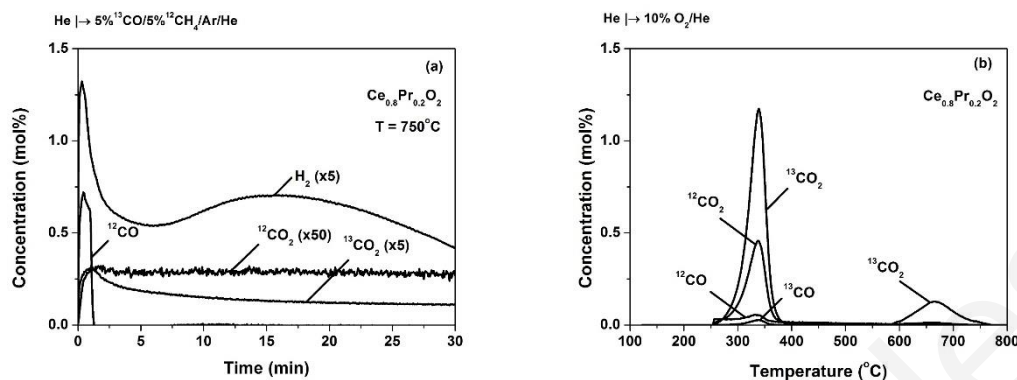 He |→ 5%¹³CO/5%¹²CH₄/Ar/He
(a)
Ce₀.₈Pr₀.₂O₂
T = 750°C
H₂ (x5)
¹²CO
¹²CO₂ (x50)
¹³CO₂ (x5)
1.5
1.0
0.5
0.0
0 5 10 15 20 25 30
Time (min)
Concentration (mol%)
He |→ 10% O₂/He
(b)
Ce₀.₈Pr₀.₂O₂
¹³CO₂
¹²CO₂
¹²CO
¹³CO
¹³CO₂
1.5
1.0
0.5
0.0
100 200 300 400 500 600 700 800
Temperature (°C)
Concentration (mol%)